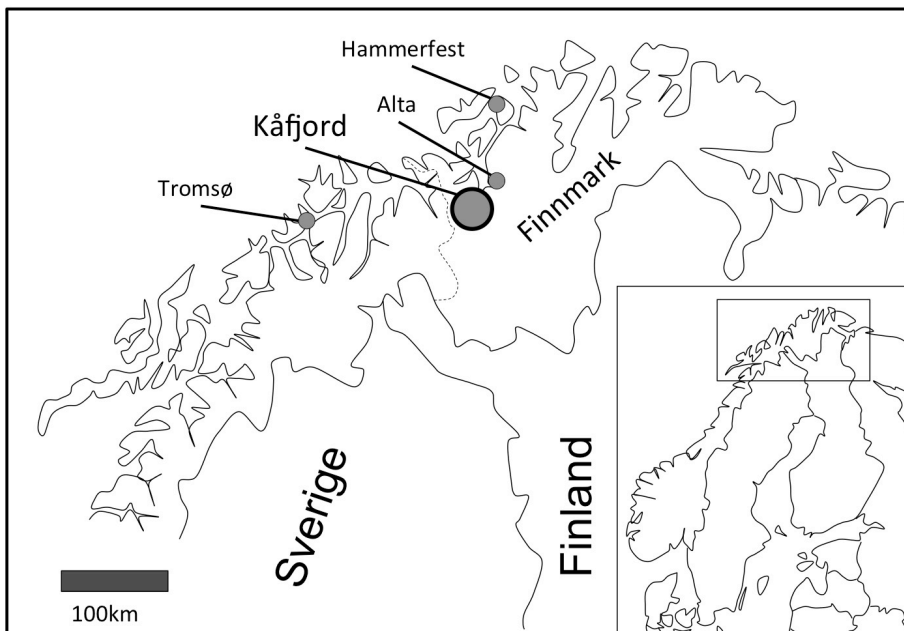 Hammerfest
Alta
Kåfjord
Tromsø
Finnmark
Sverige
Finland
100km